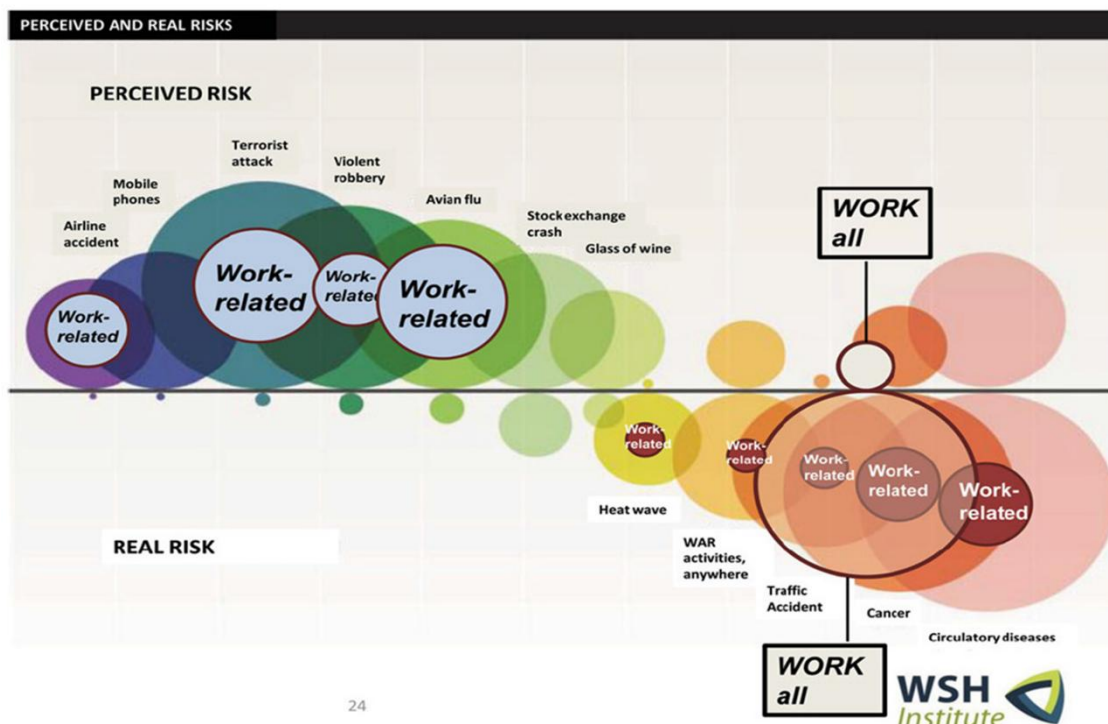 PERCEIVED AND REAL RISKS
PERCEIVED RISK
Terrorist
attack
Violent
robbery
Mobile
phones
Avian flu
Airline
accident
Stock exchange
crash
Glass of wine
WORK
all
Work-
related
Work-
related
Work-
related
Work-
related
Work-
related
Work-
related
Work-
related
Work-
related
Work-
related
Heat wave
REAL RISK
WAR
activities,
anywhere
Traffic
Accident
Cancer
Circulatory diseases
WORK
all
24
WSH
Institute